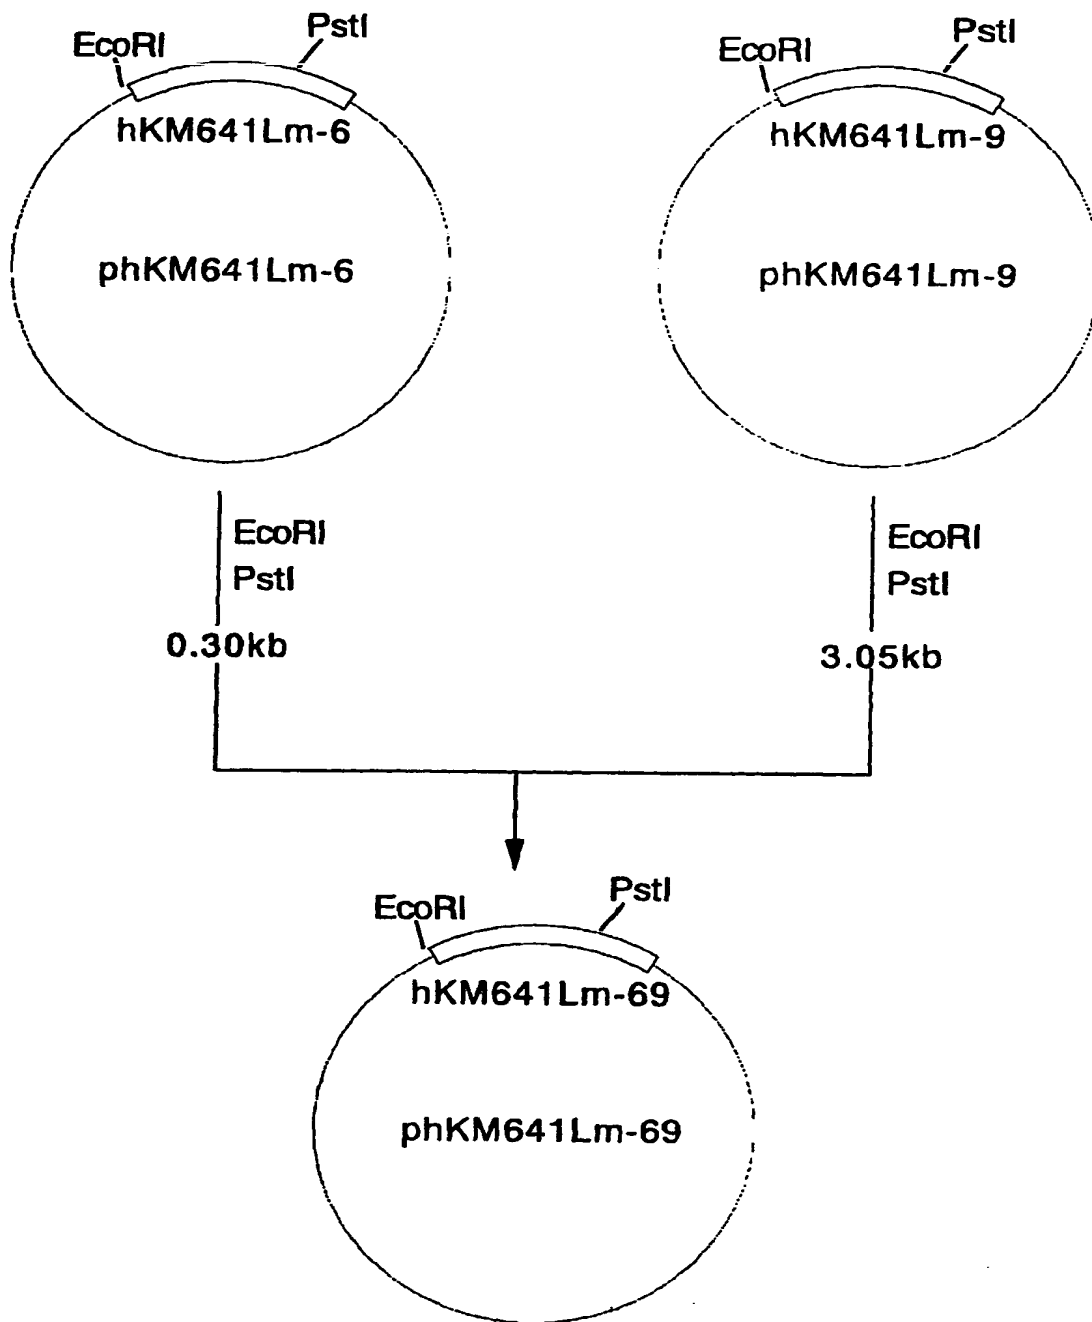 EcoRI
PstI
hKM641Lm-6
phKM641Lm-6
EcoRI
PstI
0.30kb
EcoRI
PstI
hKM641Lm-9
phKM641Lm-9
EcoRI
PstI
3.05kb
EcoRI
PstI
hKM641Lm-69
phKM641Lm-69